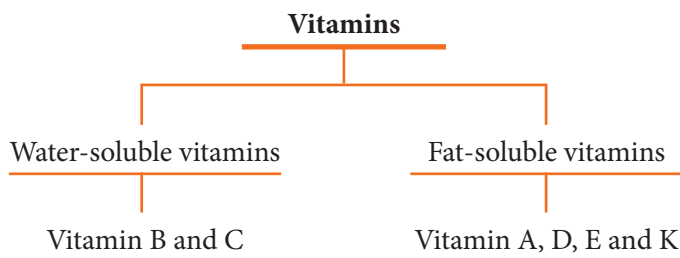 Vitamins
Water-soluble vitamins
Fat-soluble vitamins
Vitamin B and C
Vitamin A, D, E and K